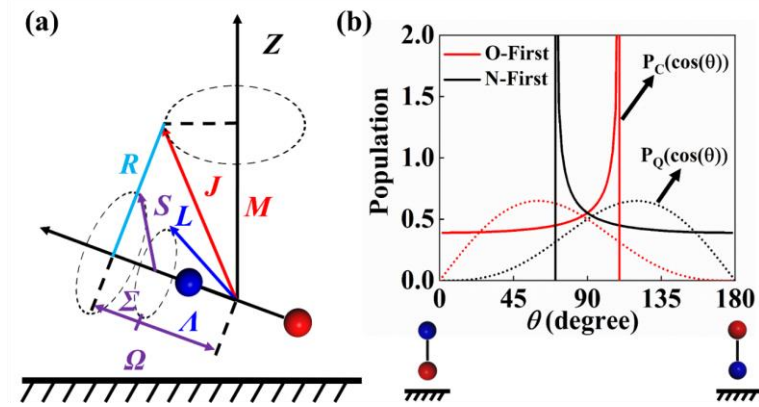 (a)
Z
R
J
S
L
M
Σ
Λ
Ω
(b)
2.0
1.5
1.0
0.5
0.0
Population
O-First
N-First
P_C(cos(θ))
P_Q(cos(θ))
0 45 90 135 180
θ (degree)